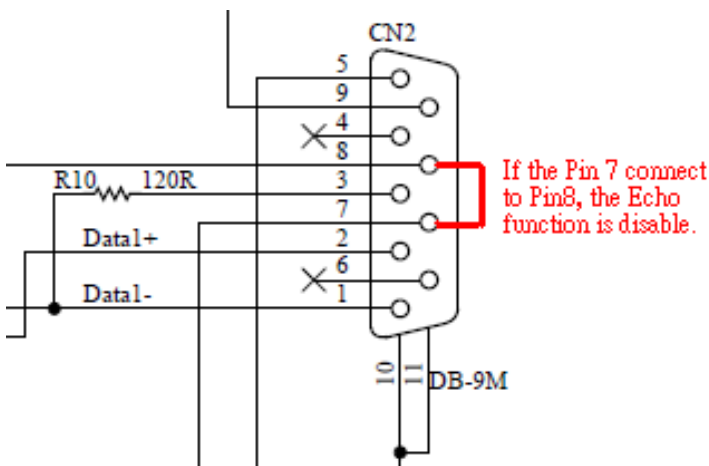 CN2
5
9
4
8
R10 120R 3
7
Data1+ 2
6
Data1- 1
If the Pin 7 connect
to Pin8, the Echo
function is disable.
10
11
DB-9M